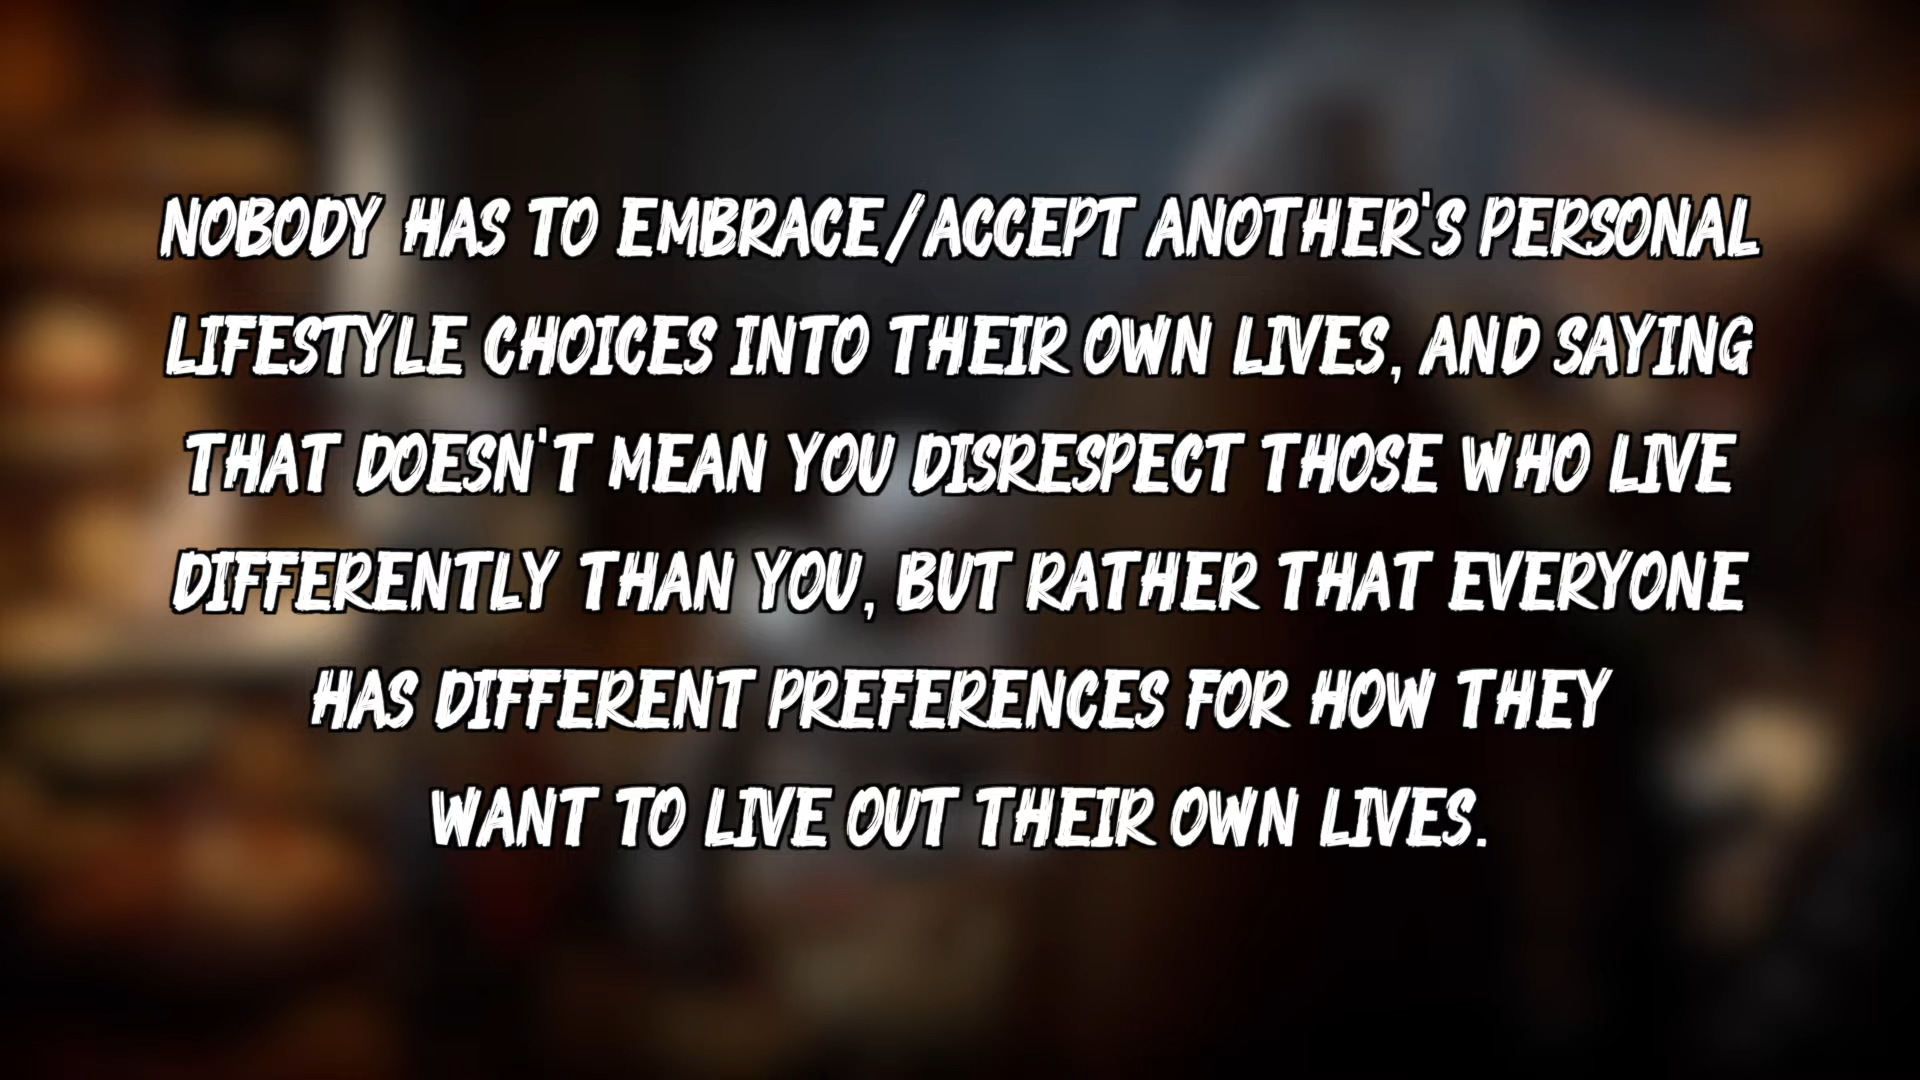 NOBODY HAS TO EMBRACE/ACCEPT ANOTHER'S PERSONAL
LIFESTYLE CHOICES INTO THEIR OWN LIVES, AND SAYING
THAT DOESN'T MEAN YOU DISRESPECT THOSE WHO LIVE
DIFFERENTLY THAN YOU, BUT RATHER THAT EVERYONE
HAS DIFFERENT PREFERENCES FOR HOW THEY
WANT TO LIVE OUT THEIR OWN LIVES.